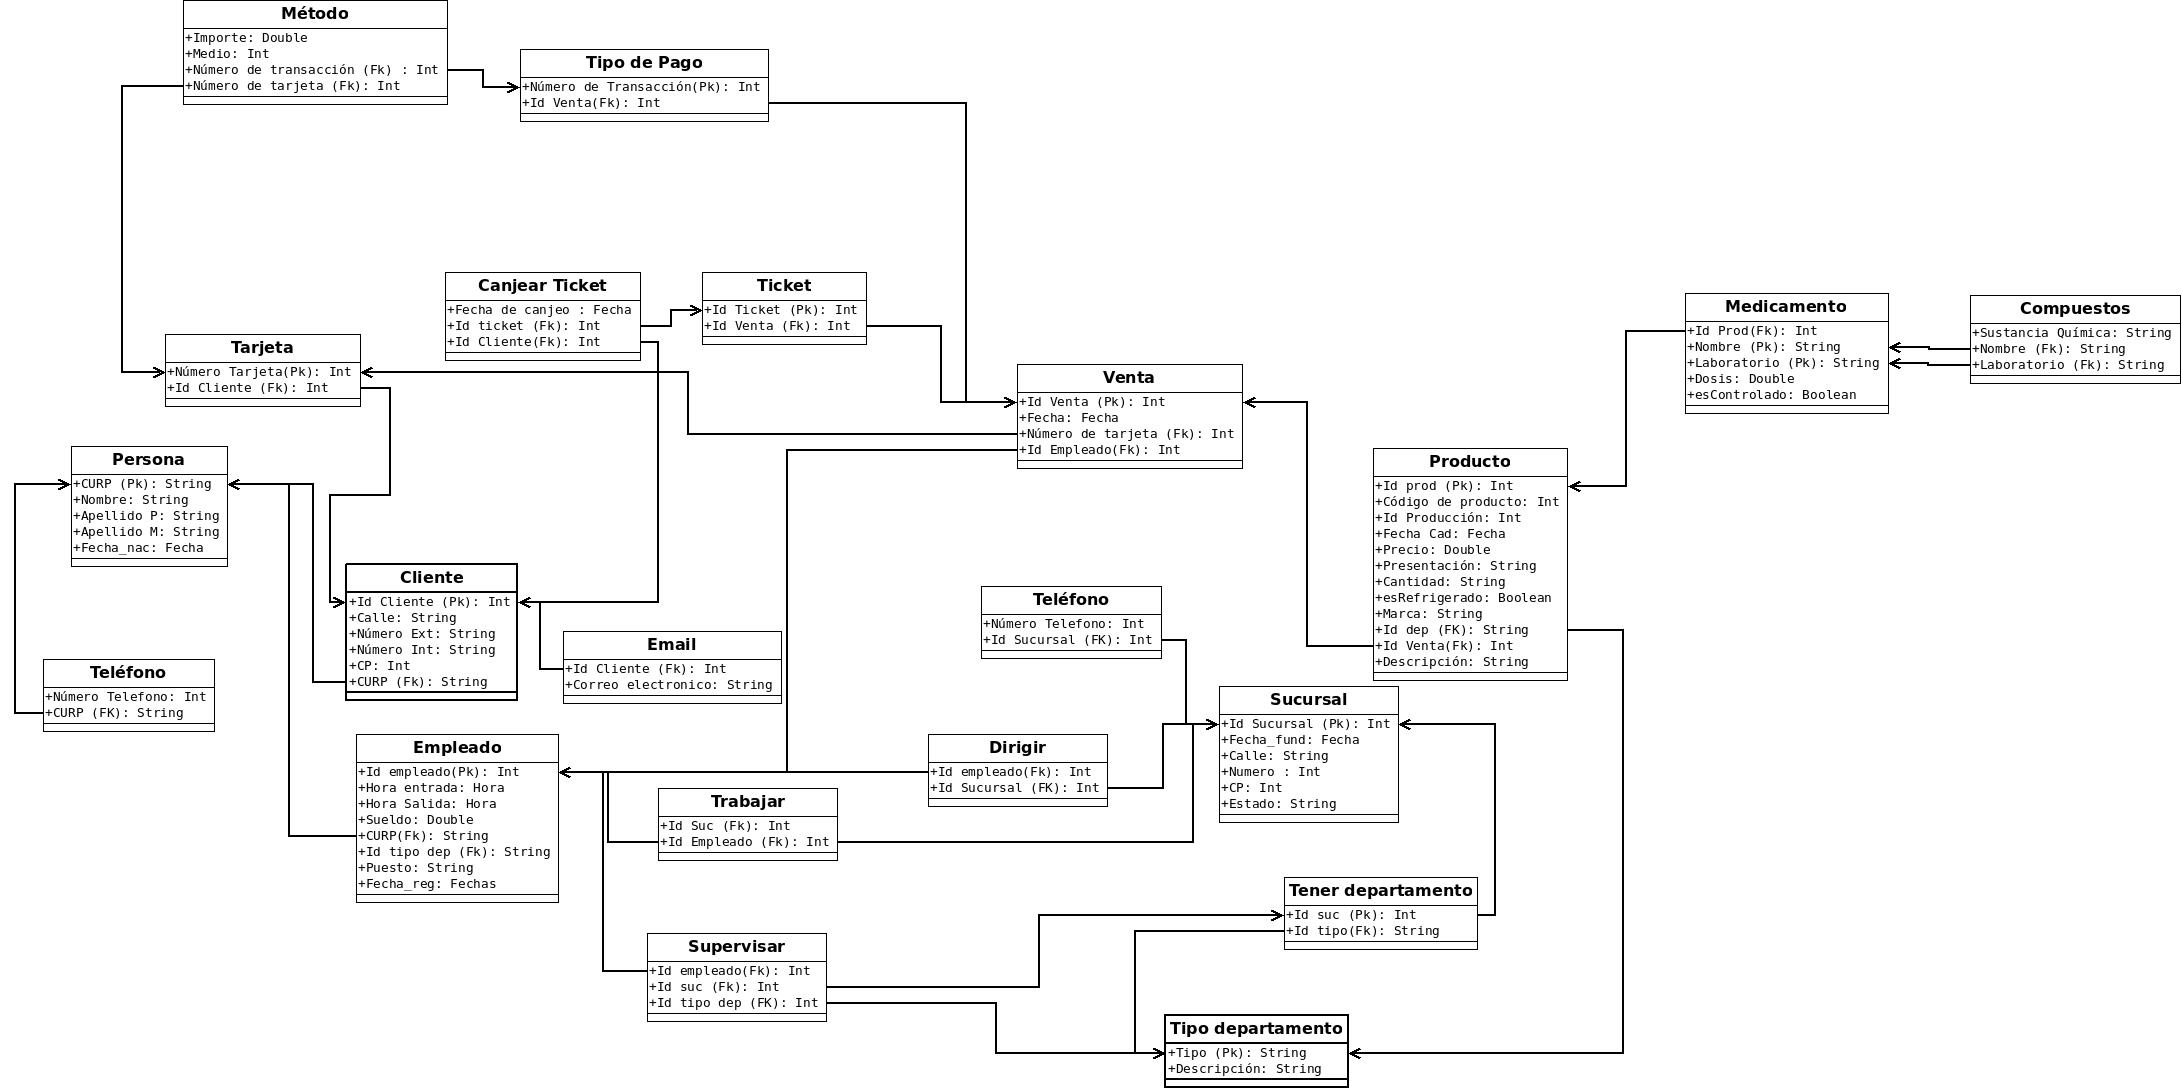 Método
+Importe: Double
+Medio: Int
+Número de transacción (Fk) : Int
+Número de tarjeta (Fk): Int
Tipo de Pago
+Número de Transacción(Pk): Int
+Id Venta(Fk): Int
Canjear Ticket
+Fecha de canjeo : Fecha
+Id ticket (Fk): Int
+Id Cliente(Fk): Int
Ticket
+Id Ticket (Pk): Int
+Id Venta (Fk): Int
Medicamento
+Id Prod(Fk): Int
+Nombre (Pk): String
+Laboratorio (Pk): String
+Dosis: Double
+esControlado: Boolean
Compuestos
+Sustancia Química: String
+Nombre (Fk): String
+Laboratorio (Fk): String
Tarjeta
+Número Tarjeta(Pk): Int
+Id Cliente (Fk): Int
Venta
+Id Venta (Pk): Int
+Fecha: Fecha
+Número de tarjeta (Fk): Int
+Id Empleado(Fk): Int
Persona
+CURP (Pk): String
+Nombre: String
+Apellido P: String
+Apellido M: String
+Fecha_nac: Fecha
Producto
+Id prod (Pk): Int
+Código de producto: Int
+Id Producción: Int
+Fecha Cad: Fecha
+Precio: Double
+Presentación: String
+Cantidad: String
+esRefrigerado: Boolean
+Marca: String
+Id dep (FK): String
+Id Venta(Fk): Int
+Descripción: String
Cliente
+Id Cliente (Pk): Int
+Calle: String
+Número Ext: String
+Número Int: String
+CP: Int
+CURP (Fk): String
Teléfono
+Número Telefono: Int
+Id Sucursal (FK): Int
Email
+Id Cliente (Fk): Int
+Correo electronico: String
Teléfono
+Número Telefono: Int
+CURP (FK): String
Sucursal
+Id Sucursal (Pk): Int
+Fecha_fund: Fecha
+Calle: String
+Numero : Int
+CP: Int
+Estado: String
Empleado
+Id empleado(Pk): Int
+Hora entrada: Hora
+Hora Salida: Hora
+Sueldo: Double
+CURP(Fk): String
+Id tipo dep (Fk): String
+Puesto: String
+Fecha_reg: Fechas
Dirigir
+Id empleado(Fk): Int
+Id Sucursal (FK): Int
Trabajar
+Id Suc (Fk): Int
+Id Empleado (Fk): Int
Tener departamento
+Id suc (Pk): Int
+Id tipo(Fk): String
Supervisar
+Id empleado(Fk): Int
+Id suc (Fk): Int
+Id tipo dep (FK): Int
Tipo departamento
+Tipo (Pk): String
+Descripción: String